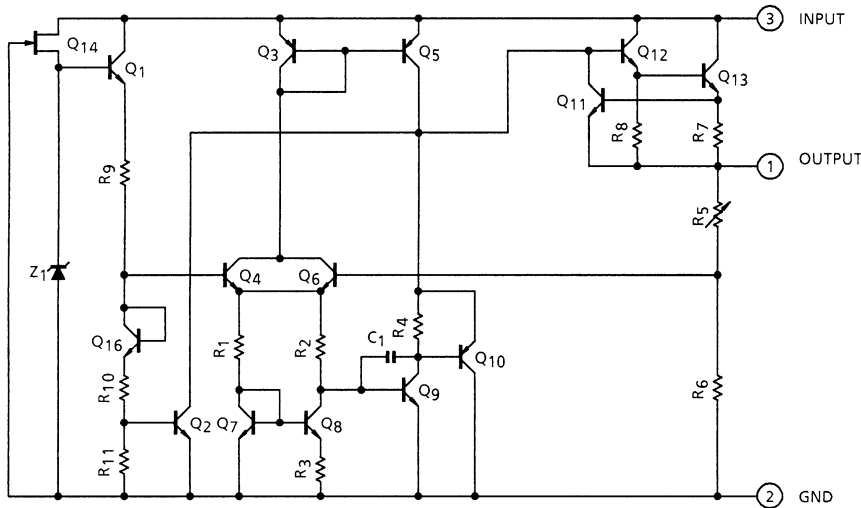 3 INPUT
Q14
Q1
Q3
Q5
Q12
Q13
Q11
R8
R7
1 OUTPUT
R9
R5
Z1
Q4
Q6
R1
R2
C1
R4
Q16
Q10
R10
Q9
R6
Q2
Q7
Q8
R11
R3
2 GND